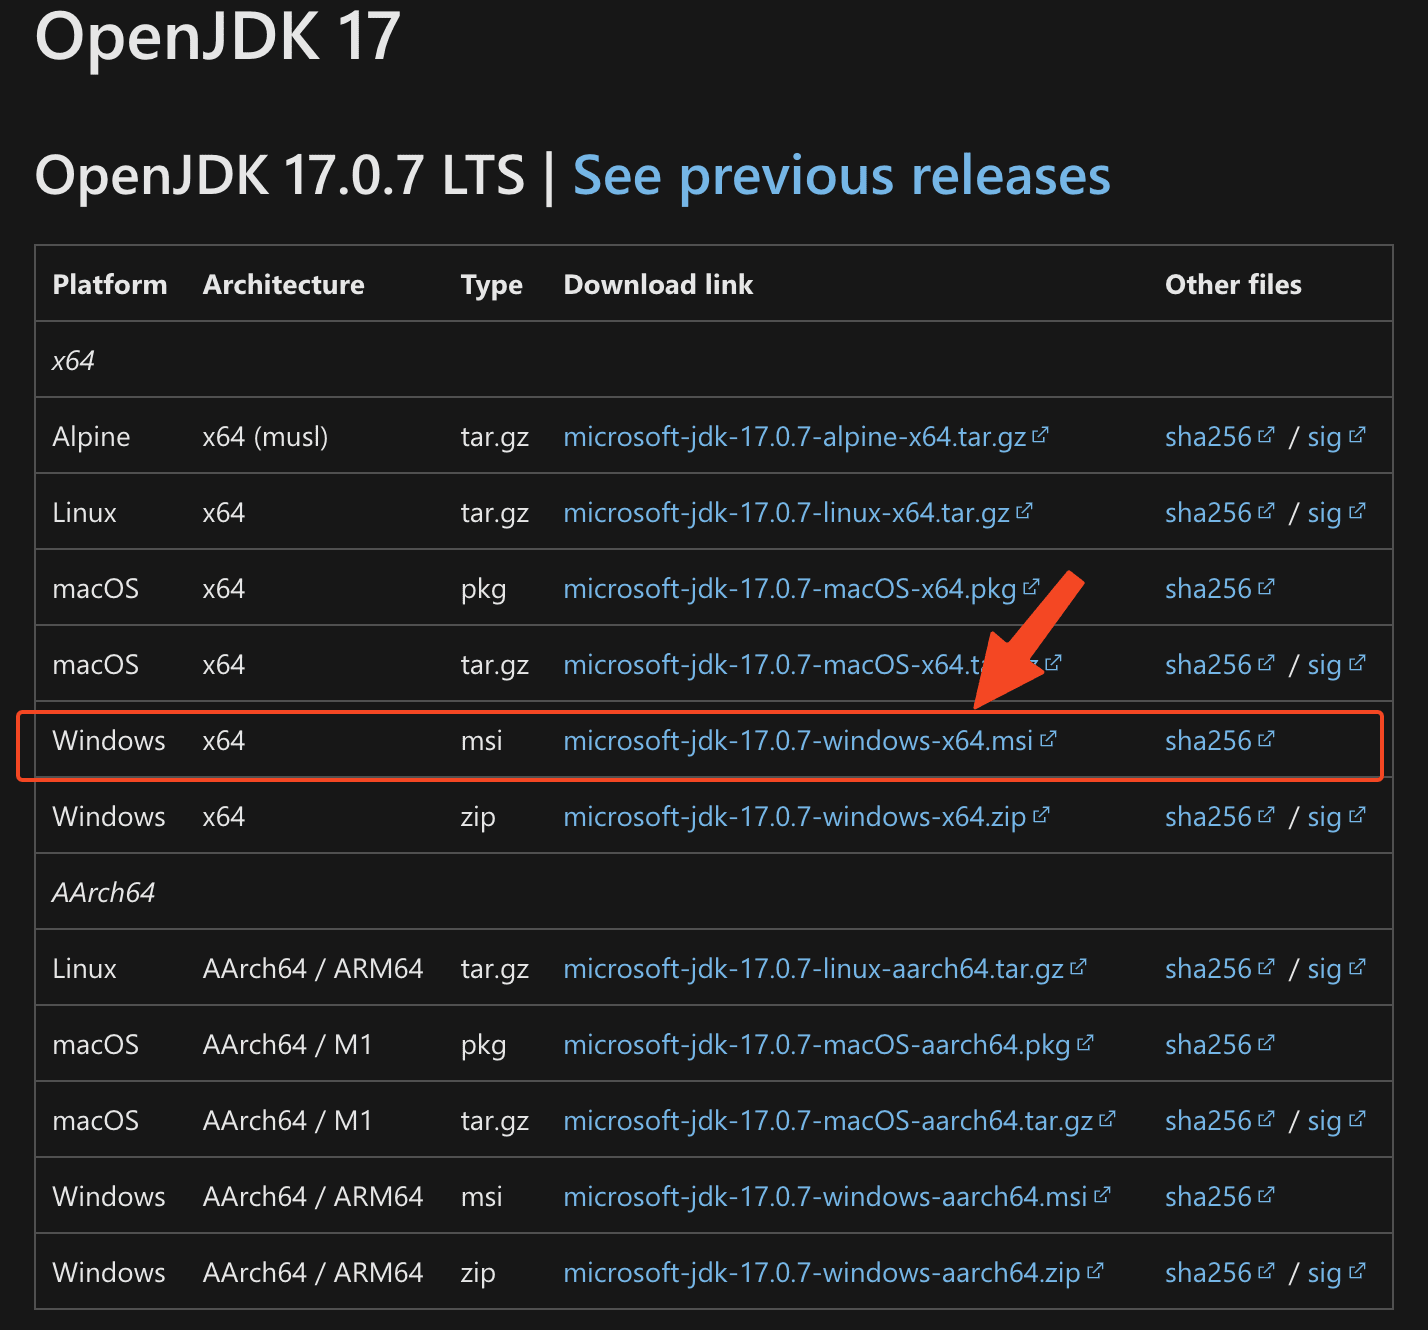 OpenJDK 17
OpenJDK 17.0.7 LTS | See previous releases
Platform Architecture Type Download link Other files
x64
Alpine x64 (musl) tar.gz microsoft-jdk-17.0.7-alpine-x64.tar.gz sha256 / sig
Linux x64 tar.gz microsoft-jdk-17.0.7-linux-x64.tar.gz sha256 / sig
macOS x64 pkg microsoft-jdk-17.0.7-macOS-x64.pkg sha256
macOS x64 tar.gz sha256 / sig
Windows x64 msi microsoft-jdk-17.0.7-windows-x64.msi sha256
Windows x64 zip microsoft-jdk-17.0.7-windows-x64.zip sha256 / sig
AArch64
Linux AArch64 / ARM64 tar.gz microsoft-jdk-17.0.7-linux-aarch64.tar.gz sha256 / sig
macOS AArch64 / M1 pkg microsoft-jdk-17.0.7-macOS-aarch64.pkg sha256
macOS AArch64 / M1 tar.gz microsoft-jdk-17.0.7-macOS-aarch64.tar.gz sha256 / sig
Windows AArch64 / ARM64 msi microsoft-jdk-17.0.7-windows-aarch64.msi sha256
Windows AArch64 / ARM64 zip microsoft-jdk-17.0.7-windows-aarch64.zip sha256 / sig